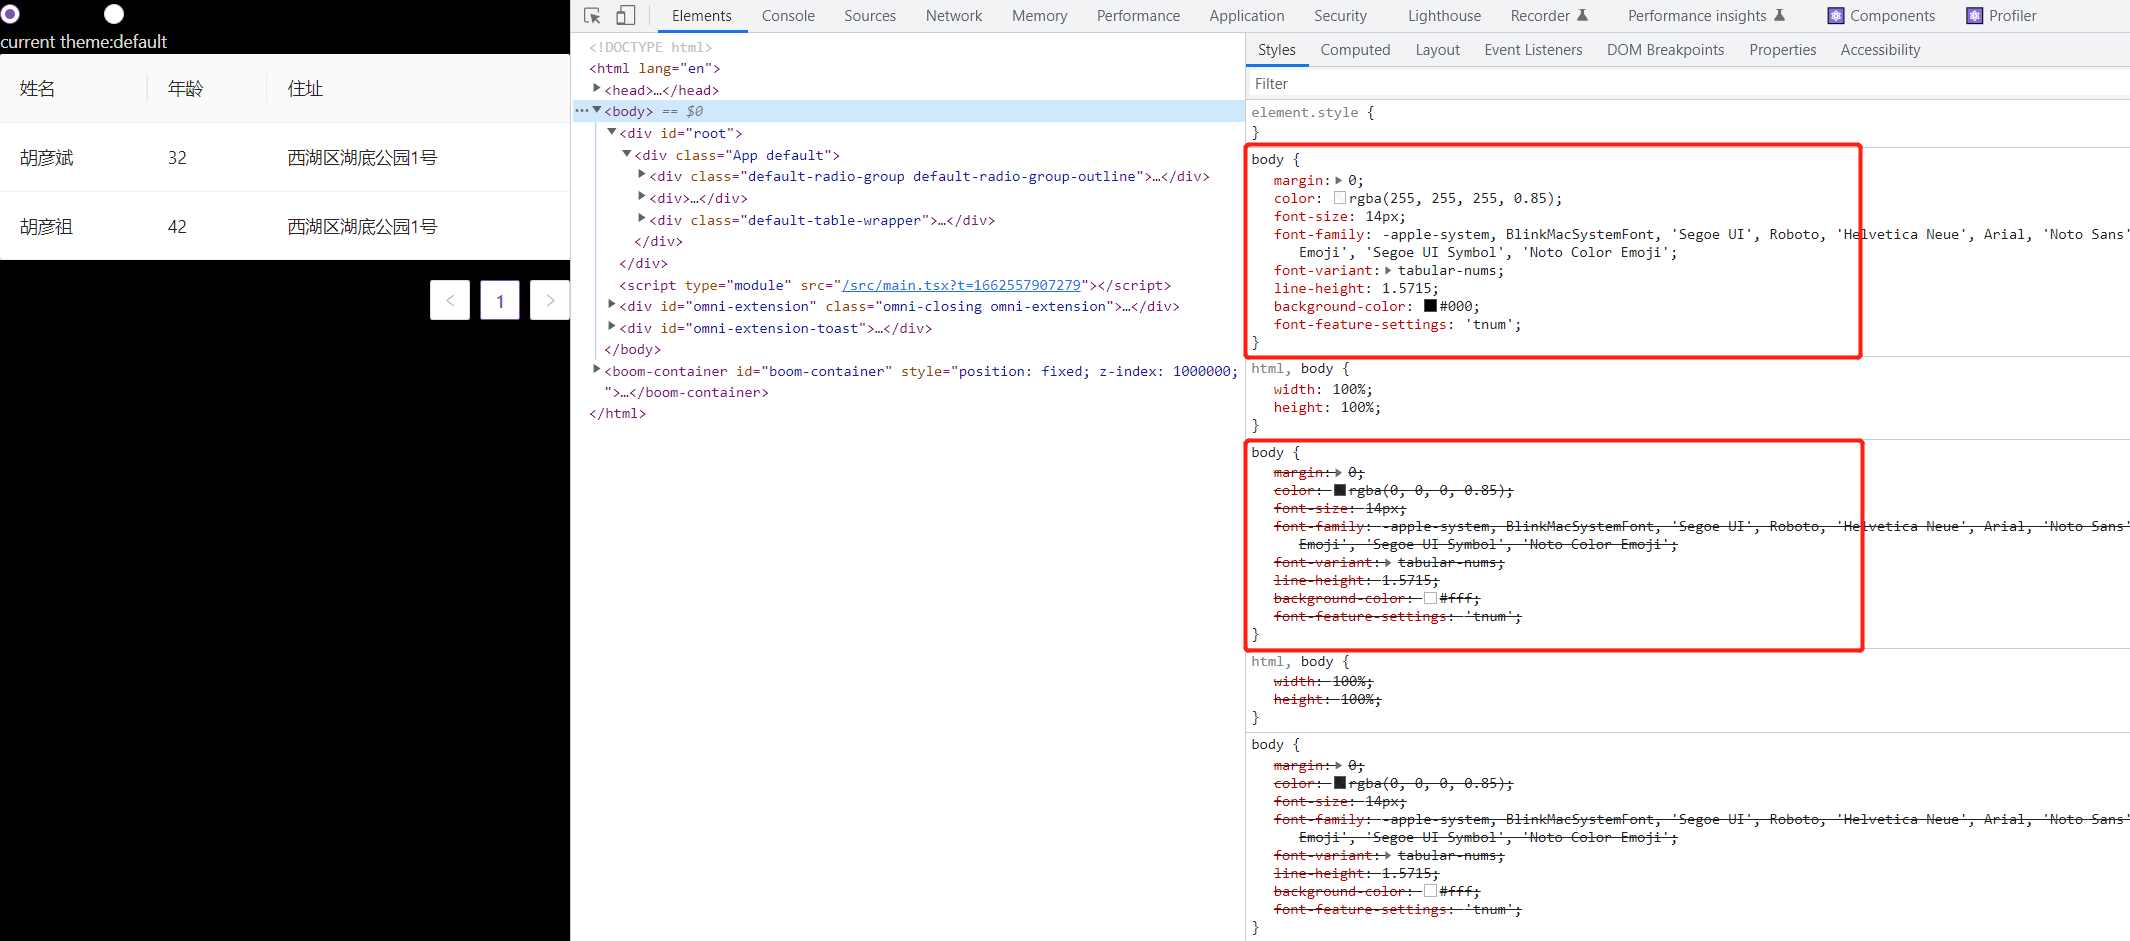 current theme:default
姓名 年龄 住址
胡彦斌 32 西湖区湖底公园1号
胡彦祖 42 西湖区湖底公园1号
< 1 >
Elements Console Sources Network Memory Performance Application Security Lighthouse Recorder Performance insights Components Profiler
<!DOCTYPE html>
<html lang="en">
<head>…</head>
<body> == $0
<div id="root">
<div class="App default">
<div class="default-radio-group default-radio-group-outline">…</div>
<div>…</div>
<div class="default-table-wrapper">…</div>
</div>
</div>
<script type="module" src="/src/main.tsx?t=1662557907279"></script>
<div id="omni-extension" class="omni-closing omni-extension">…</div>
<div id="omni-extension-toast">…</div>
</body>
<boom-container id="boom-container" style="position: fixed; z-index: 1000000;
">…</boom-container>
</html>
Styles Computed Layout Event Listeners DOM Breakpoints Properties Accessibility
Filter
element.style {
}
body {
margin: 0;
color: rgba(255, 255, 255, 0.85);
font-size: 14px;
font-family: -apple-system, BlinkMacSystemFont, 'Segoe UI', Roboto, 'Helvetica Neue', Arial, 'Noto Sans'
Emoji', 'Segoe UI Symbol', 'Noto Color Emoji';
font-variant: tabular-nums;
line-height: 1.5715;
background-color: #000;
font-feature-settings: 'tnum';
}
html, body {
width: 100%;
height: 100%;
}
body {
margin: 0;
color: rgba(0, 0, 0, 0.85);
font-size: 14px;
font-family: -apple-system, BlinkMacSystemFont, 'Segoe UI', Roboto, 'Helvetica Neue', Arial, 'Noto Sans'
Emoji', 'Segoe UI Symbol', 'Noto Color Emoji';
font-variant: tabular-nums;
line-height: 1.5715;
background-color: #fff;
font-feature-settings: 'tnum';
}
html, body {
width: 100%;
height: 100%;
}
body {
margin: 0;
color: rgba(0, 0, 0, 0.85);
font-size: 14px;
font-family: -apple-system, BlinkMacSystemFont, 'Segoe UI', Roboto, 'Helvetica Neue', Arial, 'Noto Sans'
Emoji', 'Segoe UI Symbol', 'Noto Color Emoji';
font-variant: tabular-nums;
line-height: 1.5715;
background-color: #fff;
font-feature-settings: 'tnum';
}